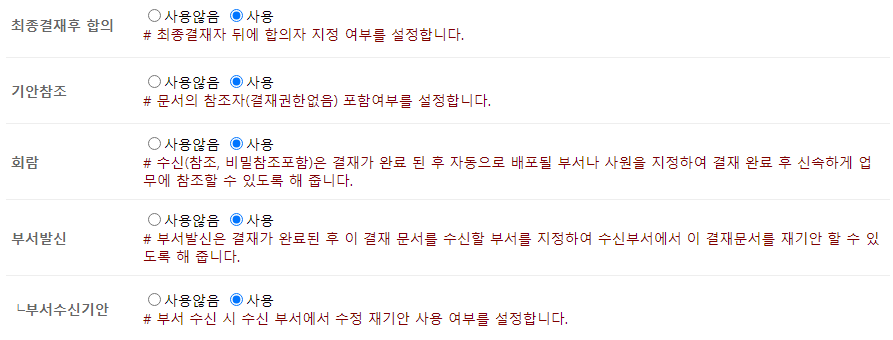 최종결재후 합의
사용않음 사용
# 최종결재자 뒤에 합의자 지정 여부를 설정합니다.
기안참조
사용않음 사용
# 문서의 참조자(결재권한없음) 포함여부를 설정합니다.
회람
사용않음 사용
# 수신(참조, 비밀참조포함)은 결재가 완료 된 후 자동으로 배포될 부서나 사원을 지정하여 결재 완료 후 신속하게 업
무에 참조할 수 있도록 해 줍니다.
부서발신
사용않음 사용
# 부서발신은 결재가 완료된 후 이 결재 문서를 수신할 부서를 지정하여 수신부서에서 이 결재문서를 재기안 할 수 있
도록 해 줍니다.
└부서수신기안
사용않음 사용
# 부서 수신 시 수신 부서에서 수정 재기안 사용 여부를 설정합니다.